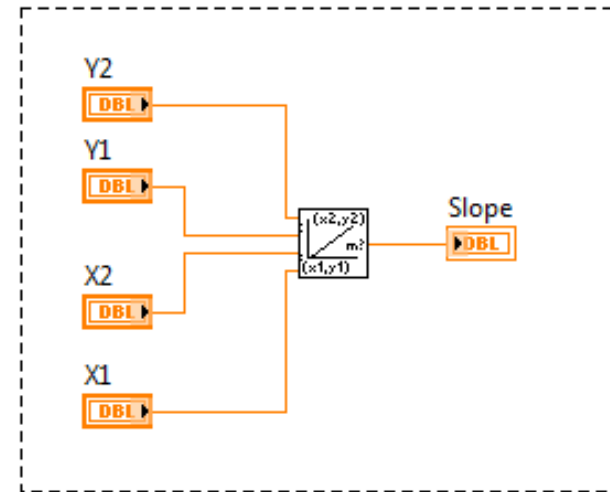 Y2
DBL
Y1
DBL
(x2,y2)
m?
(x1,y1)
Slope
DBL
X2
DBL
X1
DBL